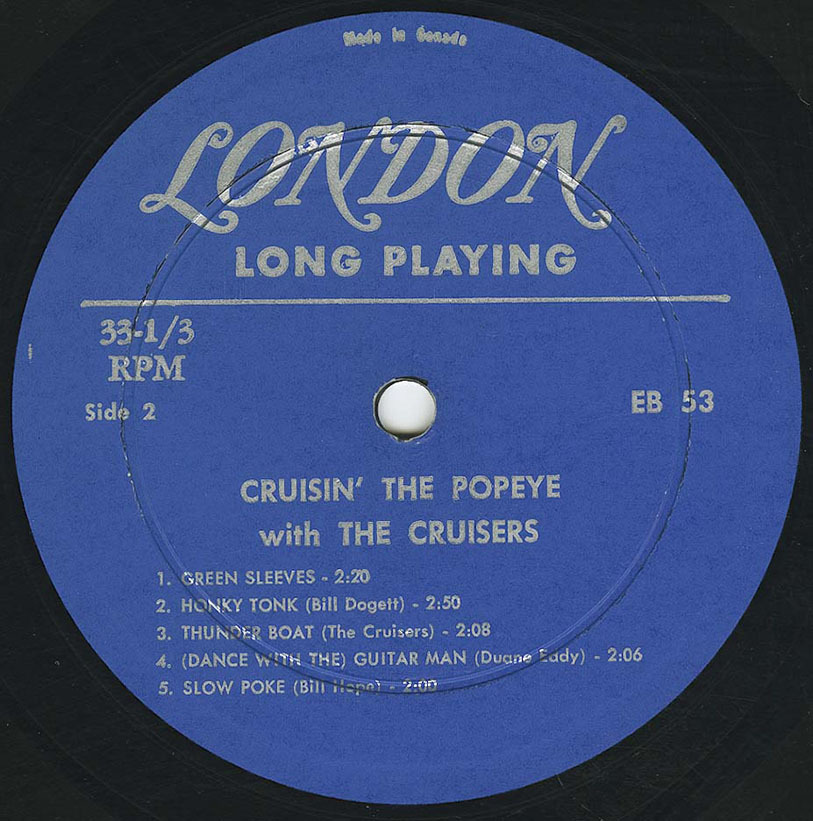 Made in Canada
LONDON
LONG PLAYING
33-1/3
RPM
Side 2
EB 53
CRUISIN' THE POPEYE
with THE CRUISERS
1. GREEN SLEEVES - 2:20
2. HONKY TONK (Bill Dogett) - 2:50
3. THUNDER BOAT (The Cruisers) - 2:08
4. (DANCE WITH THE) GUITAR MAN (Duane Eady) - 2:06
5. SLOW POKE (Bill Hope) - 2:00